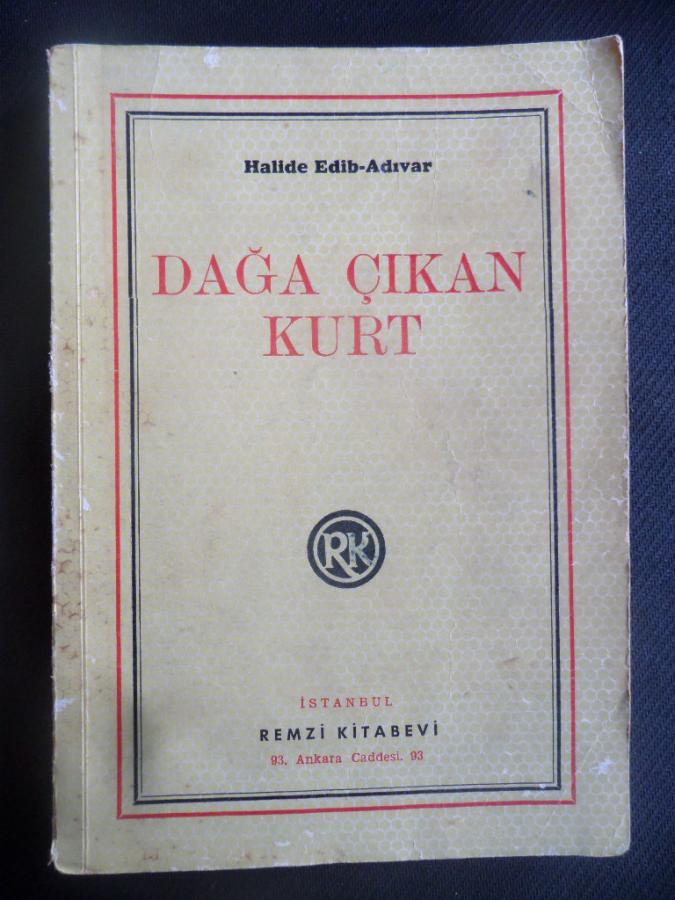 Halide Edib-Adıvar
DAĞA ÇIKAN
KURT
RK
İSTANBUL
REMZİ KİTABEVİ
93, Ankara Caddesi. 93